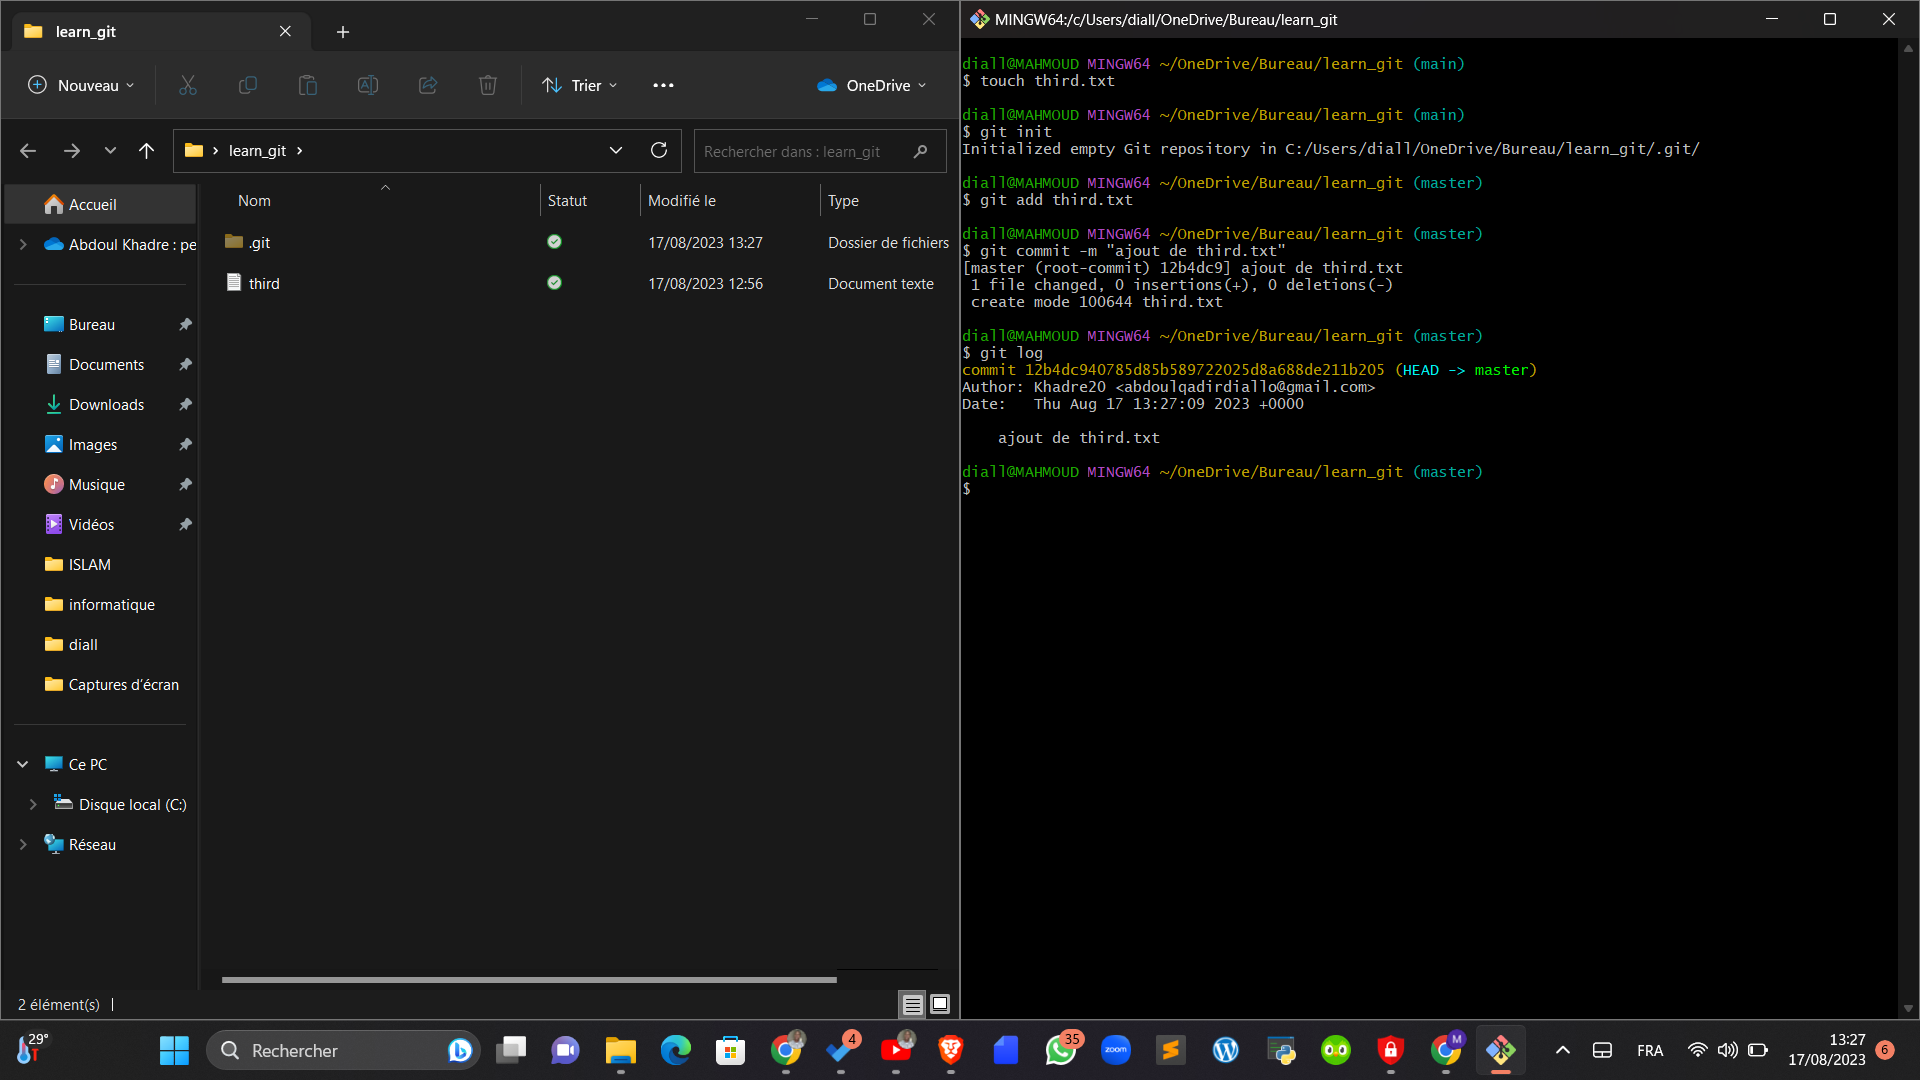 learn_git
Nouveau
Trier
OneDrive
learn_git
Rechercher dans : learn_git
Nom
Statut
Modifié le
Type
.git
17/08/2023 13:27
Dossier de fichiers
third
17/08/2023 12:56
Document texte
Accueil
Abdoul Khadre : pe
Bureau
Documents
Downloads
Images
Musique
Vidéos
ISLAM
informatique
diall
Captures d'écran
Ce PC
Disque local (C:)
Réseau
2 élément(s)
MINGW64:/c/Users/diall/OneDrive/Bureau/learn_git
diall@MAHMOUD MINGW64 ~/OneDrive/Bureau/learn_git (main)
$ touch third.txt
diall@MAHMOUD MINGW64 ~/OneDrive/Bureau/learn_git (main)
$ git init
Initialized empty Git repository in C:/Users/diall/OneDrive/Bureau/learn_git/.git/
diall@MAHMOUD MINGW64 ~/OneDrive/Bureau/learn_git (master)
$ git add third.txt
diall@MAHMOUD MINGW64 ~/OneDrive/Bureau/learn_git (master)
$ git commit -m "ajout de third.txt"
[master (root-commit) 12b4dc9] ajout de third.txt
1 file changed, 0 insertions(+), 0 deletions(-)
create mode 100644 third.txt
diall@MAHMOUD MINGW64 ~/OneDrive/Bureau/learn_git (master)
$ git log
commit 12b4dc940785d85b589722025d8a688de211b205 (HEAD -> master)
Author: Khadre20 <abdoulqadirdiallo@gmail.com>
Date:   Thu Aug 17 13:27:09 2023 +0000
ajout de third.txt
diall@MAHMOUD MINGW64 ~/OneDrive/Bureau/learn_git (master)
$
29°
Rechercher
4
35
zoom
M
FRA
13:27
17/08/2023
6